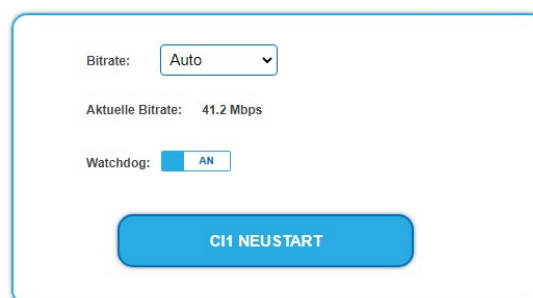 Bitrate: Auto
Aktuelle Bitrate: 41.2 Mbps
Watchdog: AN
CI1 NEUSTART